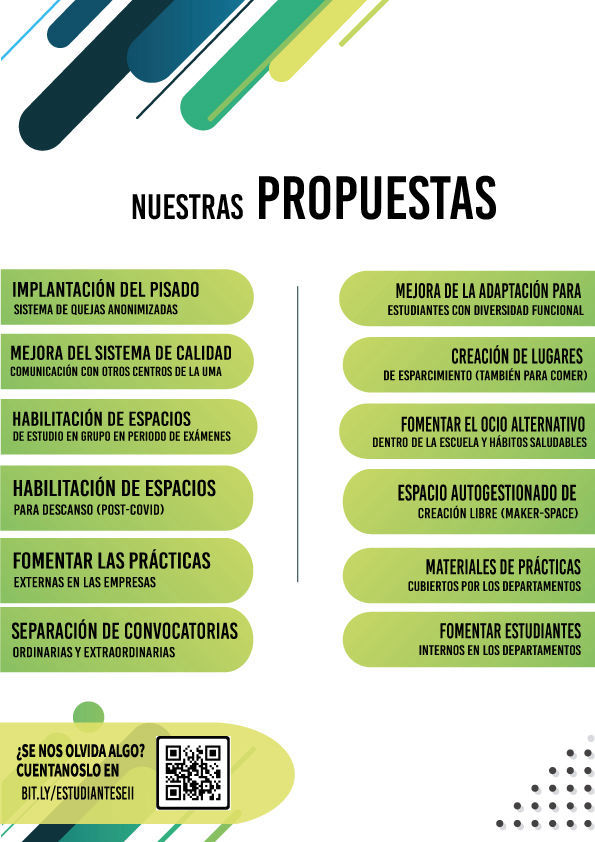 NUESTRAS PROPUESTAS
IMPLANTACIÓN DEL PISADO
SISTEMA DE QUEJAS ANONIMIZADAS
MEJORA DEL SISTEMA DE CALIDAD
COMUNICACIÓN CON OTROS CENTROS DE LA UMA
HABILITACIÓN DE ESPACIOS
DE ESTUDIO EN GRUPO EN PERIODO DE EXÁMENES
HABILITACIÓN DE ESPACIOS
PARA DESCANSO (POST-COVID)
FOMENTAR LAS PRÁCTICAS
EXTERNAS EN LAS EMPRESAS
SEPARACIÓN DE CONVOCATORIAS
ORDINARIAS Y EXTRAORDINARIAS
MEJORA DE LA ADAPTACIÓN PARA
ESTUDIANTES CON DIVERSIDAD FUNCIONAL
CREACIÓN DE LUGARES
DE ESPARCIMIENTO (TAMBIÉN PARA COMER)
FOMENTAR EL OCIO ALTERNATIVO
DENTRO DE LA ESCUELA Y HÁBITOS SALUDABLES
ESPACIO AUTOGESTIONADO DE
CREACIÓN LIBRE (MAKER-SPACE)
MATERIALES DE PRÁCTICAS
CUBIERTOS POR LOS DEPARTAMENTOS
FOMENTAR ESTUDIANTES
INTERNOS EN LOS DEPARTAMENTOS
¿SE NOS OLVIDA ALGO?
CUENTANOSLO EN
BIT.LY/ESTUDIANTESEII